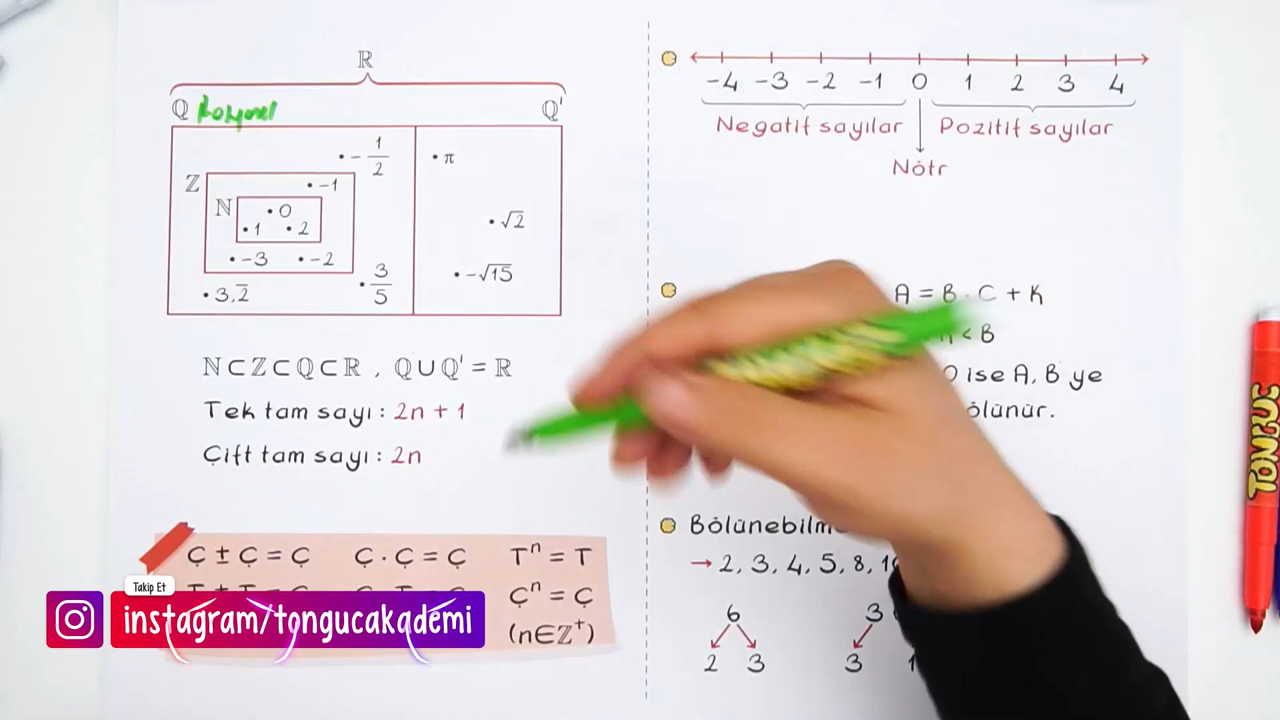 ℝ
Q Rasyonel Q'
• -1/2
• π
Z
• -1
N
• 0
• √2
• 1 • 2
• -3 • -2
• -√15
• 3/5
• 3,2̅
ℕ⊂ℤ⊂ℚ⊂ℝ , ℚ∪ℚ' = ℝ
Tek tam sayı : 2n + 1
Çift tam sayı : 2n
Ç ± Ç = Ç Ç · Ç = Ç Tⁿ = T
Çⁿ = Ç
(n∈ℤ⁺)
Takip Et
instagram/tongucakademi
-4 -3 -2 -1 0 1 2 3 4
Negatif sayılar Pozitif sayılar
Nötr
A = B · C + K
< B
0 ise A, B ye
ölünür.
→ 2, 3, 4, 5, 8,
6
2 3
3
3
TONGUÇ